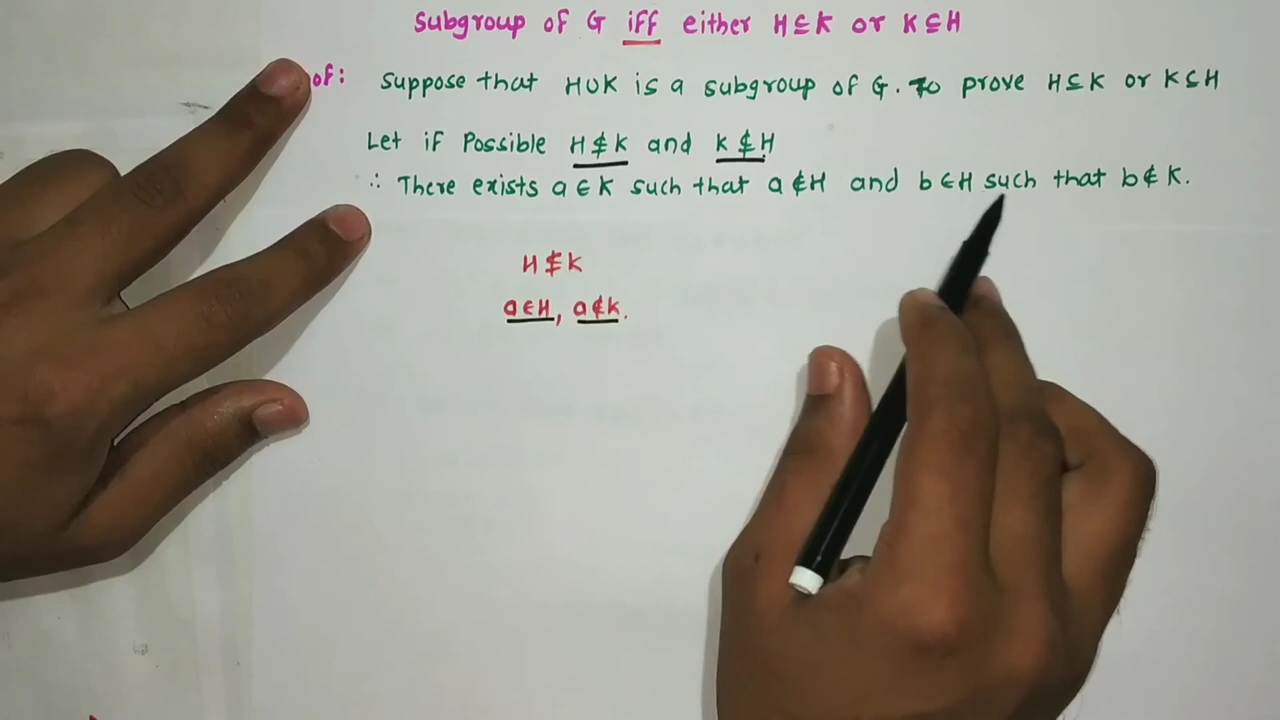 Subgroup of G iff either H⊆K or K⊆H
of: Suppose that H∪K is a subgroup of G. To prove H⊆K or K⊆H
Let if Possible H⊈K and K⊈H
∴ There exists a∈K such that a∉H and b∈H such that b∉K.
H⊈K
a∈H, a∉K.